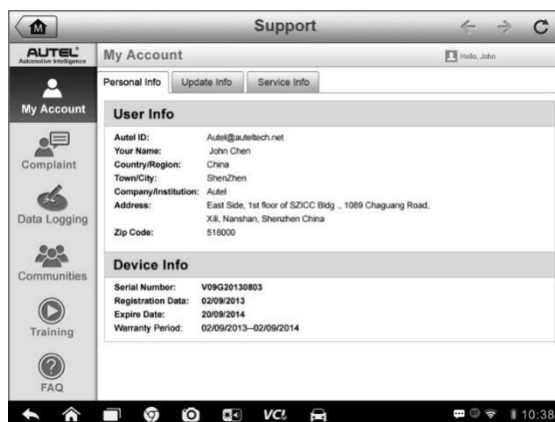 M
Support
AUTEL
Automotive Intelligence
My Account
Hello, John
Personal Info
Update Info
Service Info
My Account
Complaint
Data Logging
Communities
Training
FAQ
User Info
Autel ID: Autel@auteltech.net
Your Name: John Chen
Country/Region: China
Town/City: ShenZhen
Company/Institution: Autel
Address: East Side, 1st floor of SZICC Bldg ., 1089 Chaguang Road,
Xili, Nanshan, Shenzhen China
Zip Code: 518000
Device Info
Serial Number: V09G20130803
Registration Data: 02/09/2013
Expire Date: 20/09/2014
Warranty Period: 02/09/2013--02/09/2014
VCI
10:38